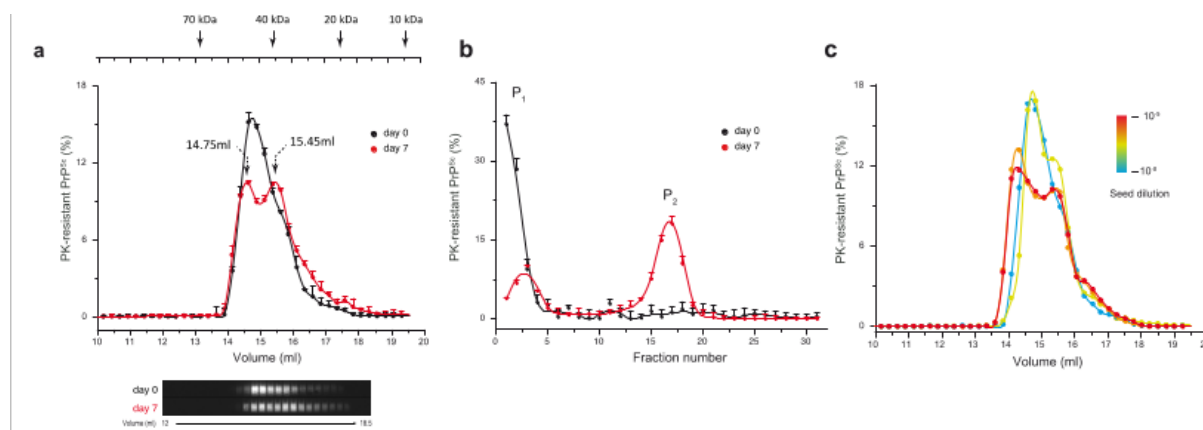 70 kDa 40 kDa 20 kDa 10 kDa
a
PK-resistant PrPSc (%)
18
15
12
9
6
3
0
14.75ml
15.45ml
day 0
day 7
10 11 12 13 14 15 16 17 18 19 20
Volume (ml)
day 0
day 7
Volume (ml) 12 18.5
b
PK-resistant PrPSc (%)
45
30
15
0
P1
P2
day 0
day 7
0 5 10 15 20 25 30
Fraction number
c
PK-resistant PrPSc (%)
18
12
6
0
Seed dilution
10 11 12 13 14 15 16 17 18 19
Volume (ml)